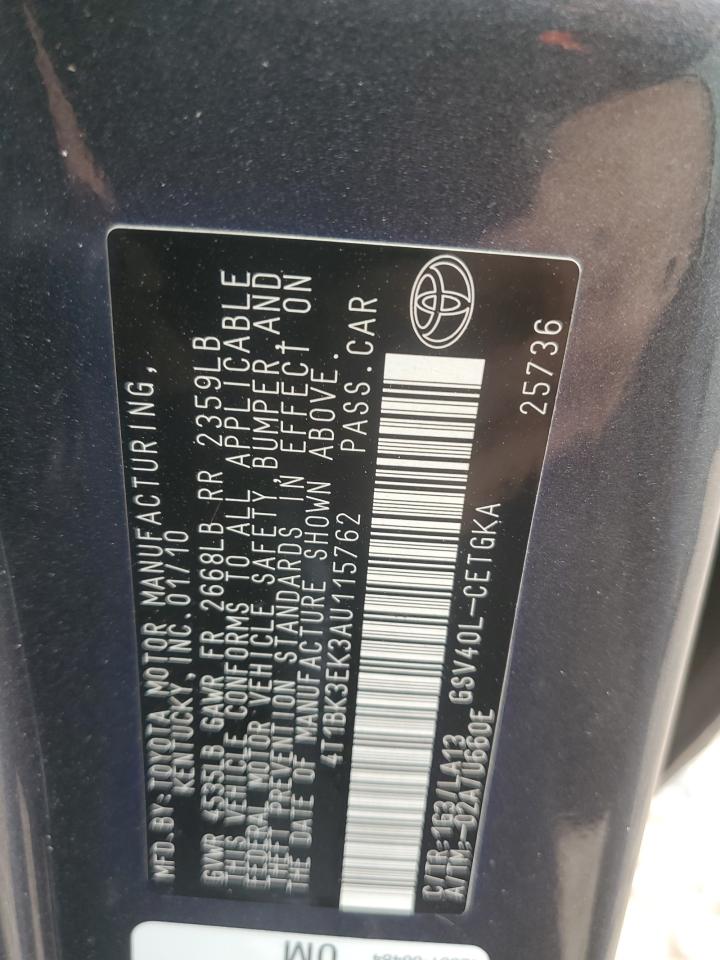 MFD. BY: TOYOTA MOTOR MANUFACTURING,
KENTUCKY, INC. 01/10
GVWR 4535LB GAWR FR 2668LB RR 2359LB
THIS VEHICLE CONFORMS TO ALL APPLICABLE
FEDERAL MOTOR VEHICLE SAFETY, BUMPER, AND
THEFT PREVENTION STANDARDS IN EFFECT ON
THE DATE OF MANUFACTURE SHOWN ABOVE.
4T1BK3EK3AU115762 PASS.CAR
C/TR: 1G3/LA13 GSV40L-CETGKA
A/TM: -02A/U660E 25736
UM